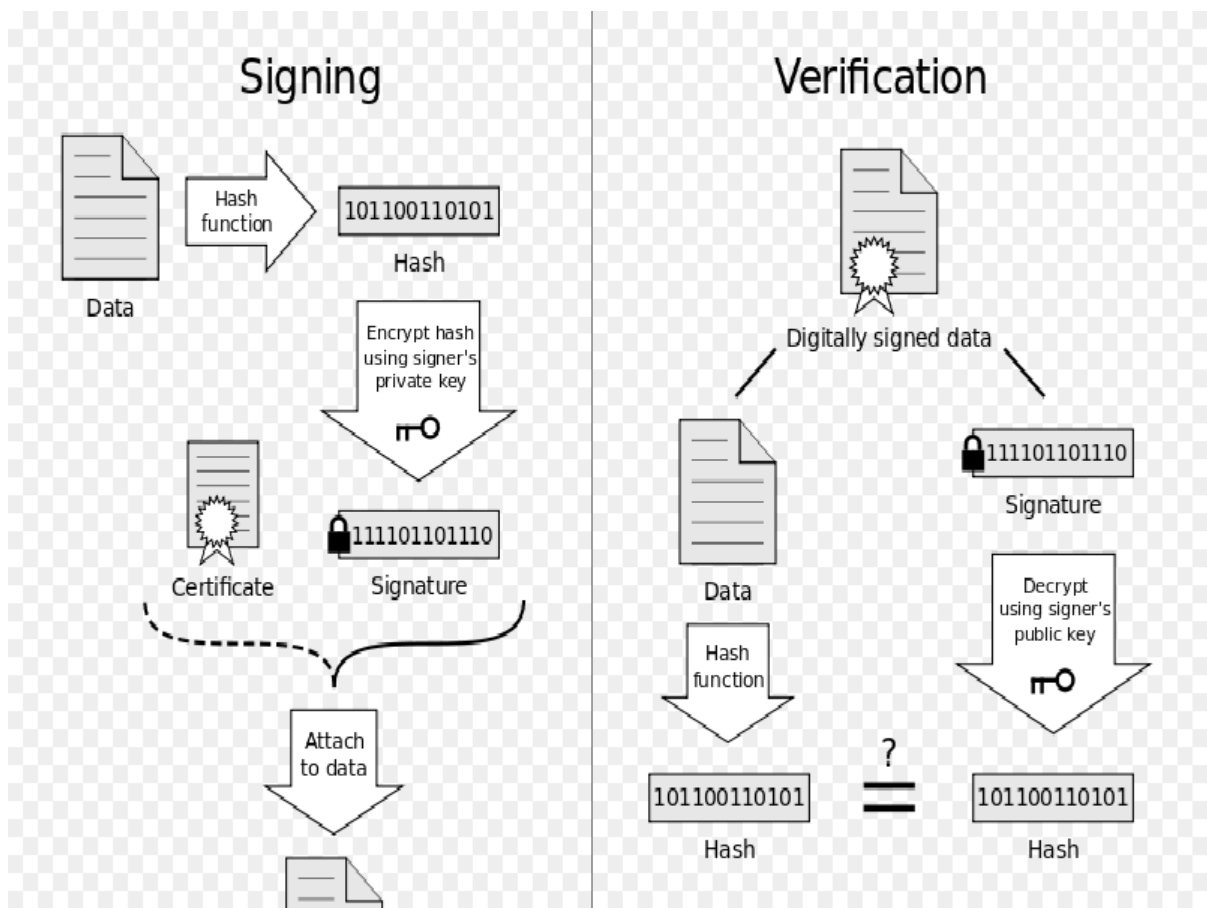 Signing
Hash
function
101100110101
Hash
Data
Encrypt hash
using signer's
private key
111101101110
Certificate
Signature
Attach
to data
Verification
Digitally signed data
111101101110
Signature
Data
Decrypt
using signer's
public key
Hash
function
?
=
101100110101
101100110101
Hash
Hash